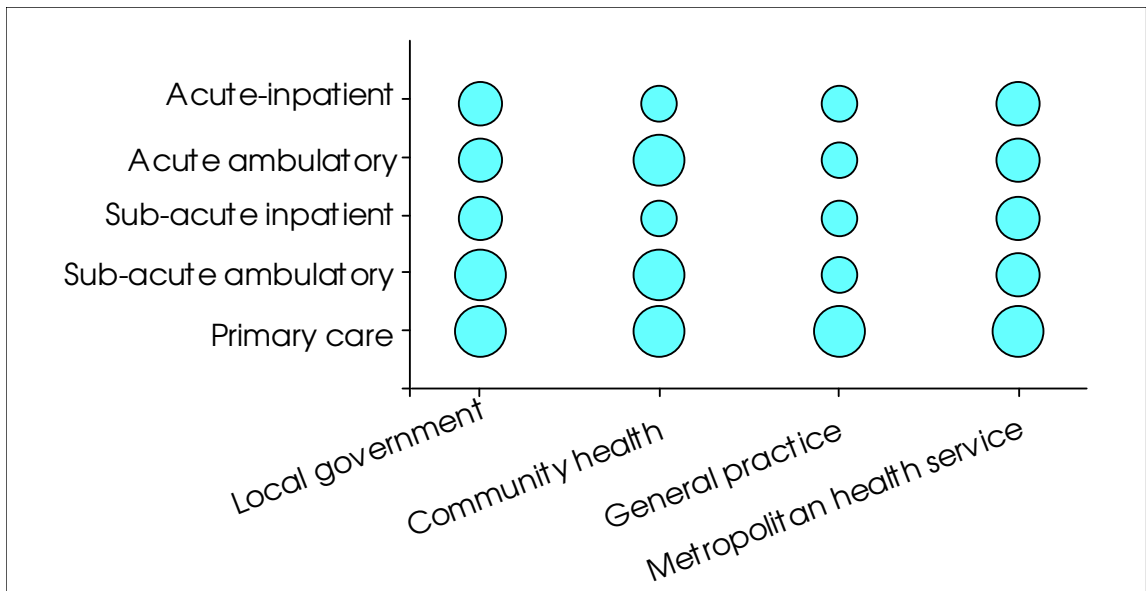 Acute-inpatient
Acute ambulatory
Sub-acute inpatient
Sub-acute ambulatory
Primary care
Local government
Community health
General practice
Metropolitan health service